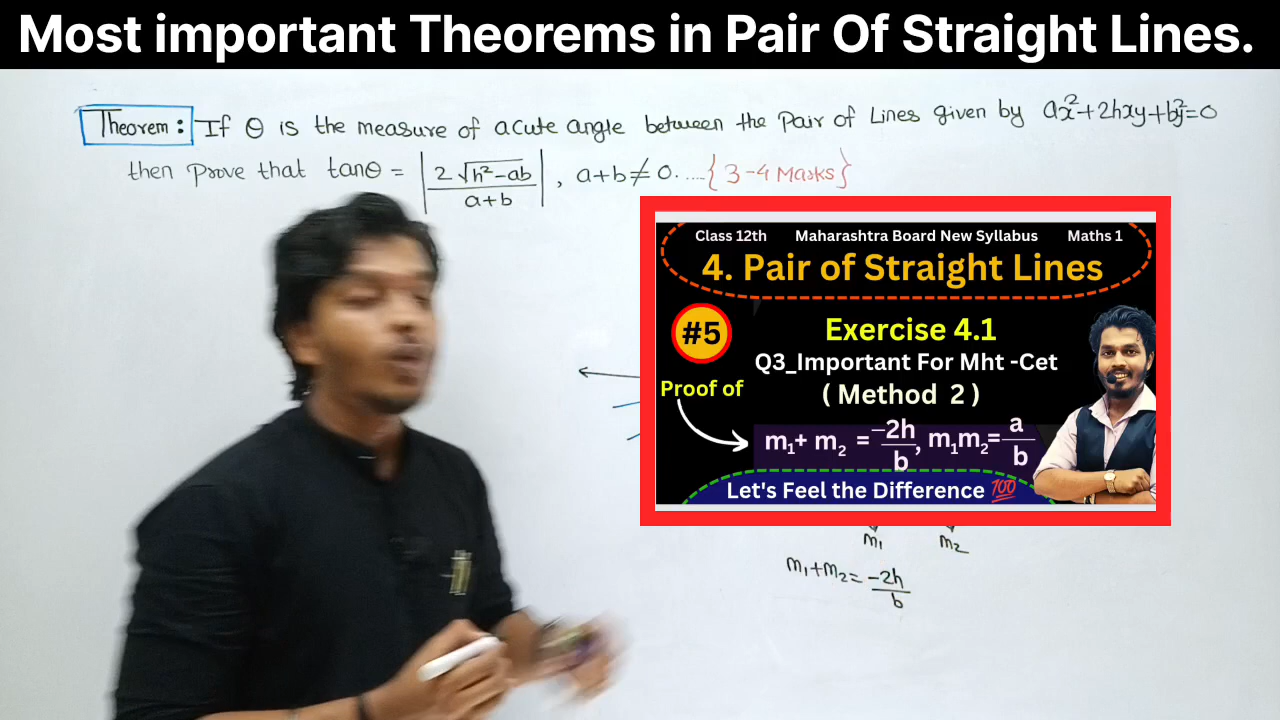 Most important Theorems in Pair Of Straight Lines.
Theorem: If θ is the measure of acute angle between the Pair of Lines given by ax²+2hxy+by²=0
then Prove that tanθ = |2√(h²-ab)/(a+b)|, a+b≠0.....{3-4 Marks}
Class 12th Maharashtra Board New Syllabus Maths 1
4. Pair of Straight Lines
#5
Exercise 4.1
Q3_Important For Mht -Cet
Proof of
( Method 2 )
m₁+ m₂ = -2h/b, m₁m₂= a/b
Let's Feel the Difference 💯
m₁ m₂
m₁+m₂= -2h/b